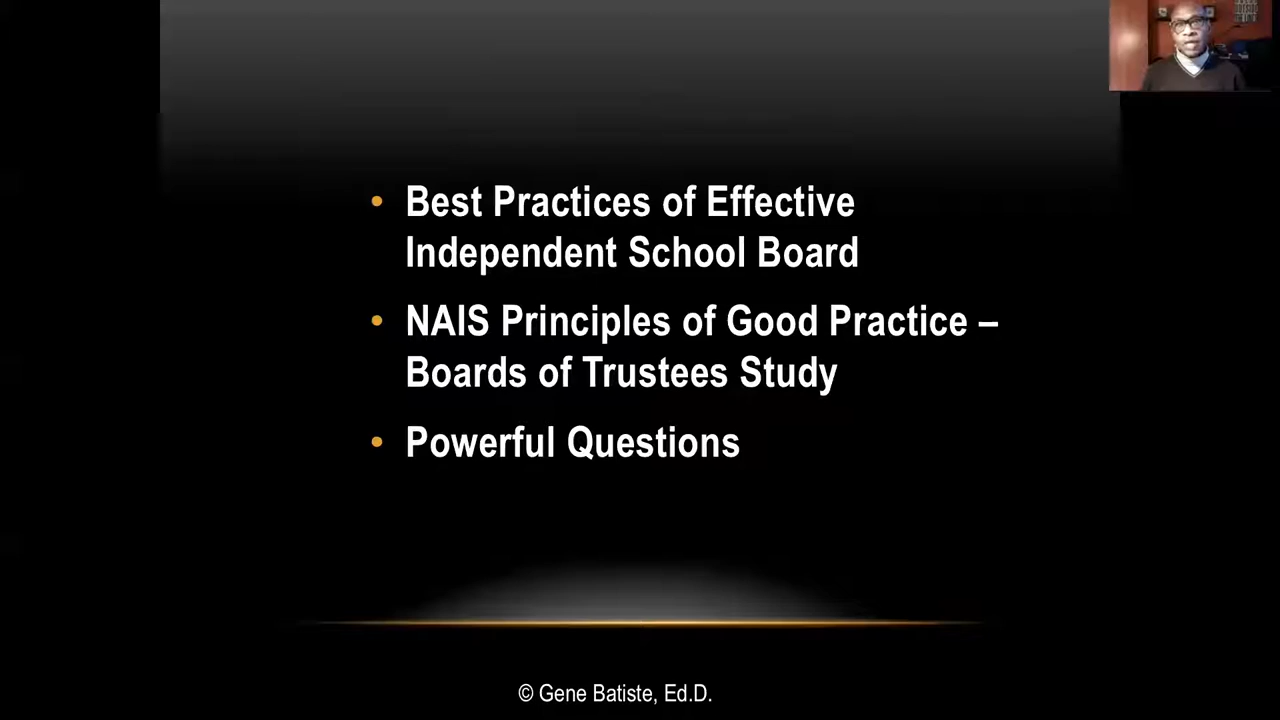 • Best Practices of Effective
Independent School Board
• NAIS Principles of Good Practice –
Boards of Trustees Study
• Powerful Questions
© Gene Batiste, Ed.D.